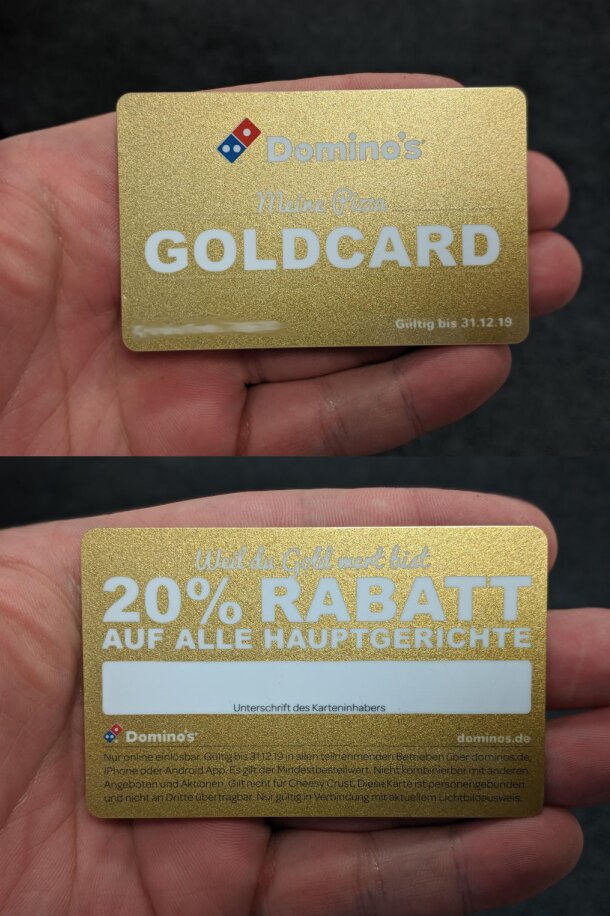 Domino's
Meine Pizza
GOLDCARD
Gültig bis 31.12.19
Weil du Gold wert bist
20% RABATT
AUF ALLE HAUPTGERICHTE
Unterschrift des Karteninhabers
Domino's
dominos.de
Nur online einlösbar. Gültig bis 31.12.19 in allen teilnehmenden Betrieben über dominos.de,
iPhone oder Android App. Es gilt der Mindestbestellwert. Nicht kombinierbar mit anderen
Angeboten und Aktionen. Gilt nicht für Cheesy Crust. Diese Karte ist personengebunden
und nicht an Dritte übertragbar. Nur gültig in Verbindung mit aktuellem Lichtbildausweis.